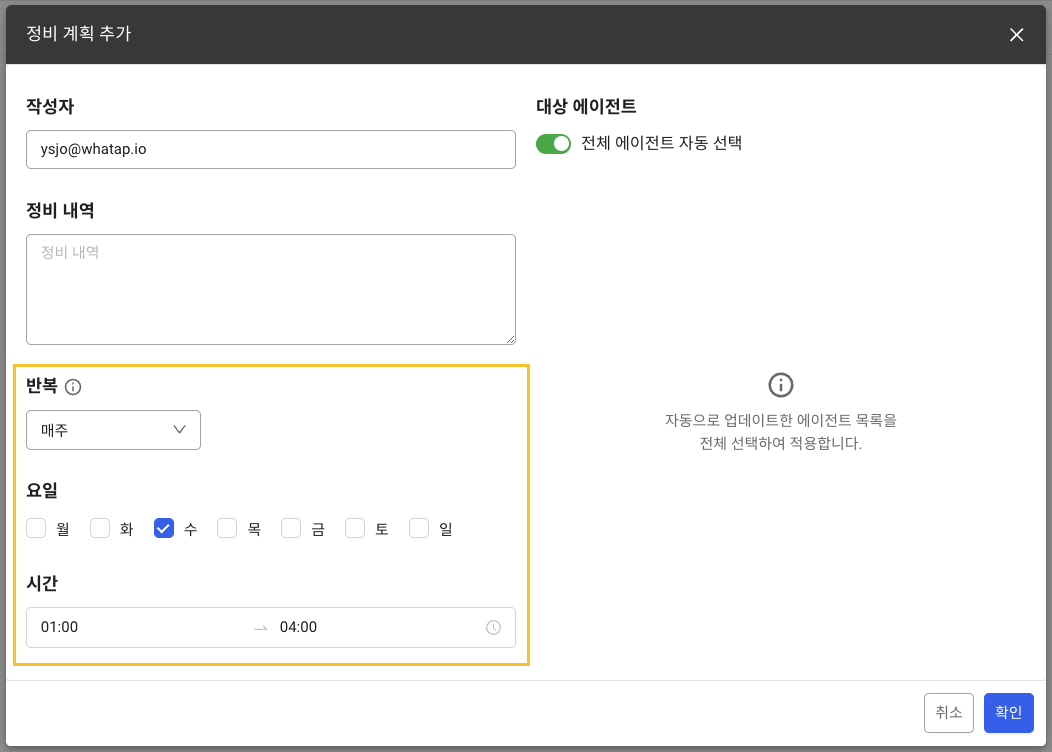 정비 계획 추가
작성자
ysjo@whatap.io
정비 내역
정비 내역
반복
매주
요일
월 화 수 목 금 토 일
시간
01:00 → 04:00
대상 에이전트
전체 에이전트 자동 선택
자동으로 업데이트한 에이전트 목록을
전체 선택하여 적용합니다.
취소 확인